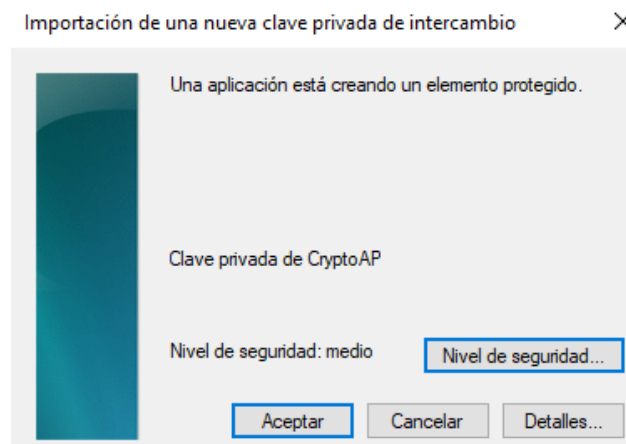 Importación de una nueva clave privada de intercambio
Una aplicación está creando un elemento protegido.
Clave privada de CryptoAP
Nivel de seguridad: medio
Nivel de seguridad...
Aceptar
Cancelar
Detalles...